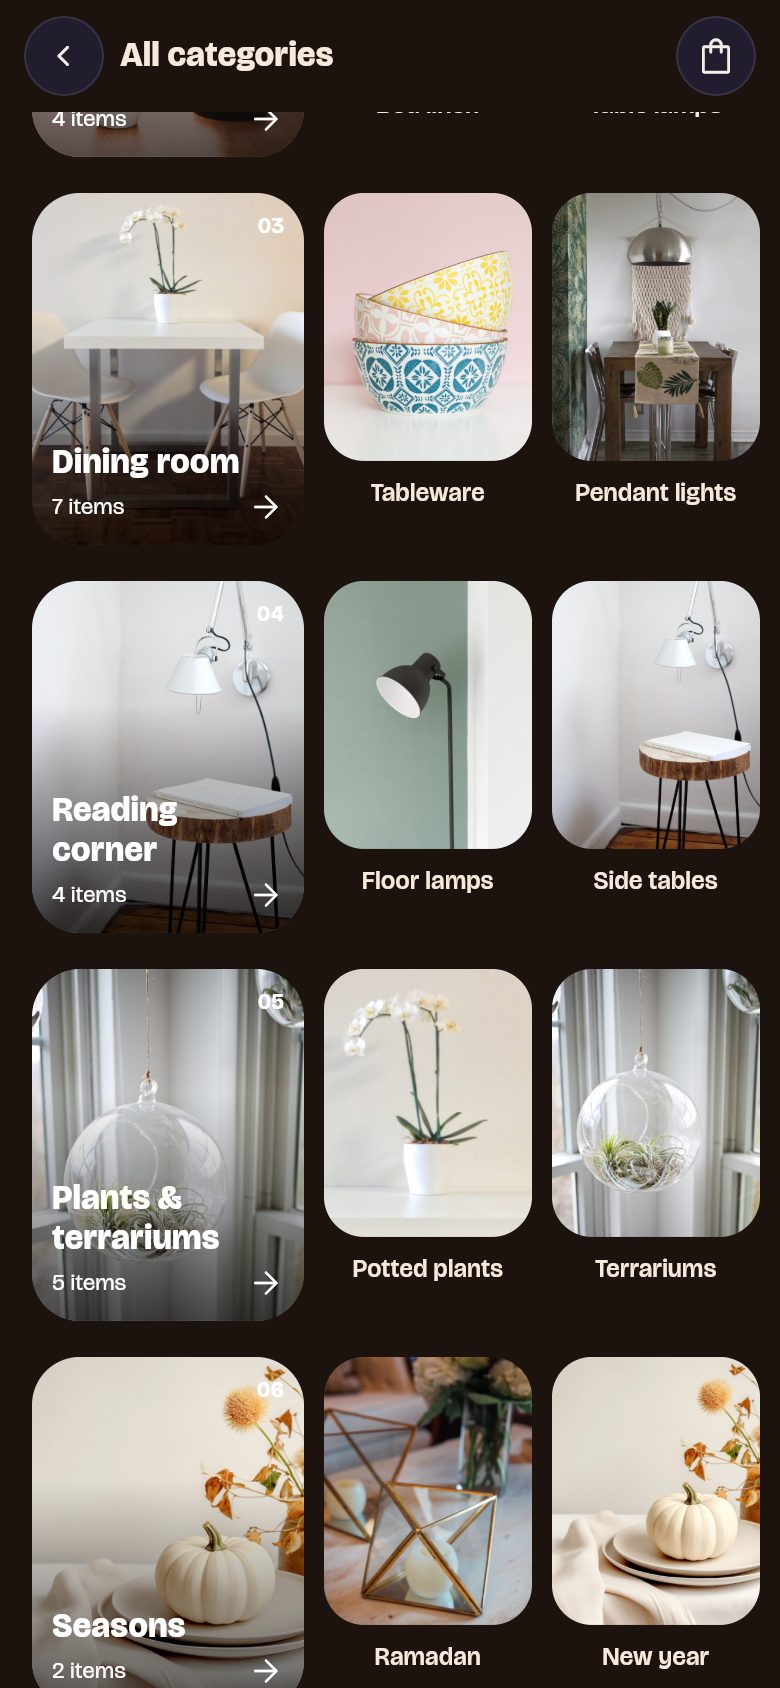 All categories
4 items
03
Dining room
7 items
Tableware
Pendant lights
04
Reading
corner
4 items
Floor lamps
Side tables
05
Plants &
terrariums
5 items
Potted plants
Terrariums
06
Seasons
2 items
Ramadan
New year